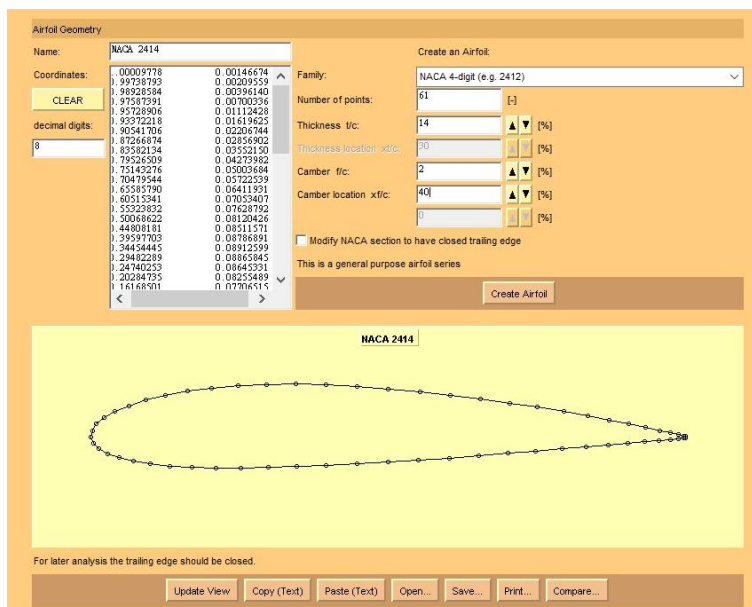 Airfoil Geometry
Name:
NACA 2414
Create an Airfoil:
Coordinates:
CLEAR
decimal digits:
8
.00009778 0.00146674
).99738793 0.00209559
).98928584 0.00396140
).97587391 0.00700336
).95728906 0.01112428
).93372218 0.01619625
).90541706 0.02206744
).87266874 0.02856902
).83582134 0.03552150
).79526509 0.04273982
).75143276 0.05003684
).70479544 0.05722539
).65585790 0.06411931
).60515341 0.07053407
).55323832 0.07628792
).50068622 0.08120426
).44808181 0.08511571
).39597703 0.08786891
).34454445 0.08912599
).29482289 0.08865845
).24740253 0.08645331
).20284735 0.08255489
).16168501 0.07706515
Family:
NACA 4-digit (e.g. 2412)
Number of points:
61
[-]
Thickness t/c:
14
[%]
Thickness location xt/c:
30
[%]
Camber f/c:
2
[%]
Camber location xf/c:
40
[%]
0
[%]
Modify NACA section to have closed trailing edge
This is a general purpose airfoil series
Create Airfoil
NACA 2414
For later analysis the trailing edge should be closed.
Update View Copy (Text) Paste (Text) Open... Save... Print... Compare...